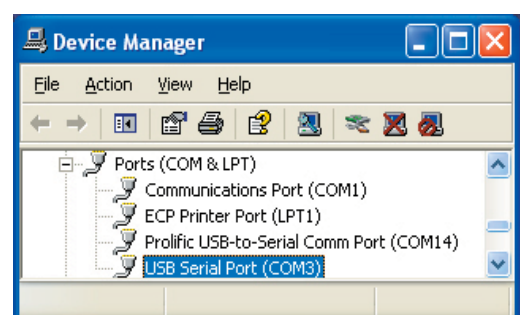 Device Manager
File Action View Help
Ports (COM & LPT)
Communications Port (COM1)
ECP Printer Port (LPT1)
Prolific USB-to-Serial Comm Port (COM14)
USB Serial Port (COM3)